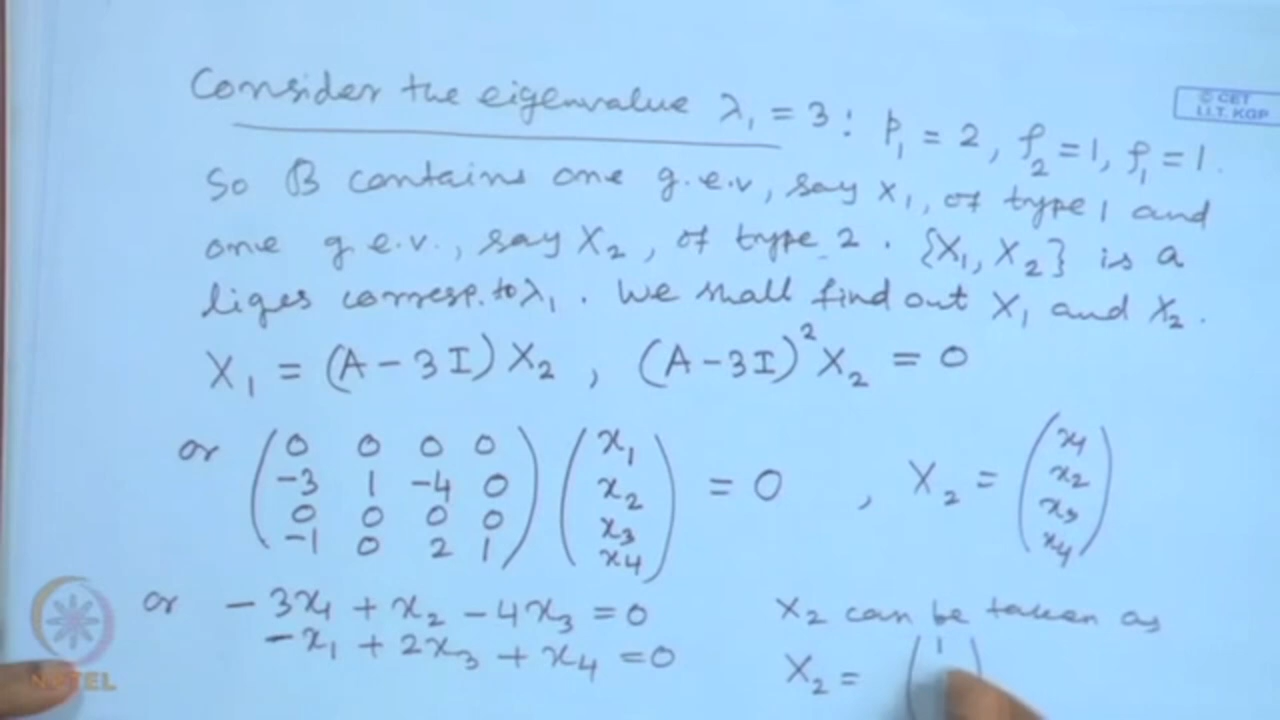 Consider the eigenvalue λ₁ = 3 : p₁ = 2, ρ₂ = 1, ρ₁ = 1.
© CET
I.I.T. KGP
So B contains one g.e.v, say X₁, of type 1 and
one g.e.v., say X₂, of type 2. {X₁, X₂} is a
liges corresp. to λ₁. We shall find out X₁ and X₂.
X₁ = (A - 3I) X₂, (A - 3I)² X₂ = 0
or ( 0 0 0 0 ; -3 1 -4 0 ; 0 0 0 0 ; -1 0 2 1 ) ( x₁ ; x₂ ; x₃ ; x₄ ) = 0, X₂ = ( x₁ ; x₂ ; x₃ ; x₄ )
or - 3x₁ + x₂ - 4x₃ = 0
- x₁ + 2x₃ + x₄ = 0
X₂ can be taken as
X₂ = ( 1 )
NPTEL